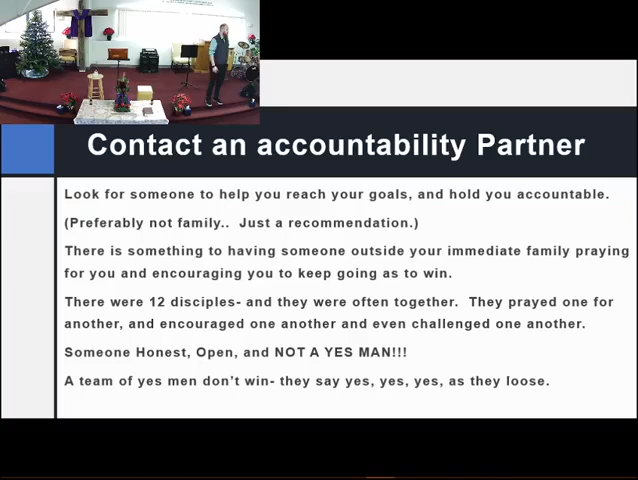 Contact an accountability Partner
Look for someone to help you reach your goals, and hold you accountable.
(Preferably not family..  Just a recommendation.)
There is something to having someone outside your immediate family praying
for you and encouraging you to keep going as to win.
There were 12 disciples- and they were often together.  They prayed one for
another, and encouraged one another and even challenged one another.
Someone Honest, Open, and NOT A YES MAN!!!
A team of yes men don't win- they say yes, yes, yes, as they loose.